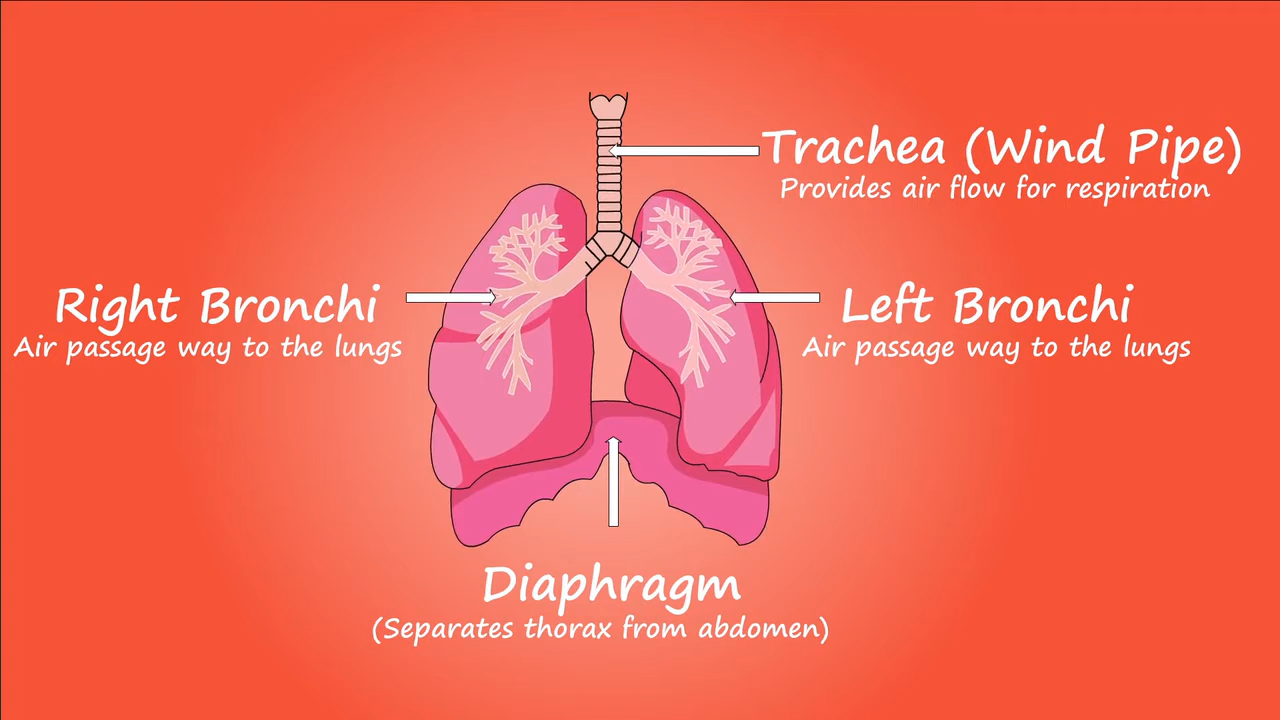 Trachea (Wind Pipe)
Provides air flow for respiration
Right Bronchi
Air passage way to the lungs
Left Bronchi
Air passage way to the lungs
Diaphragm
(Separates thorax from abdomen)